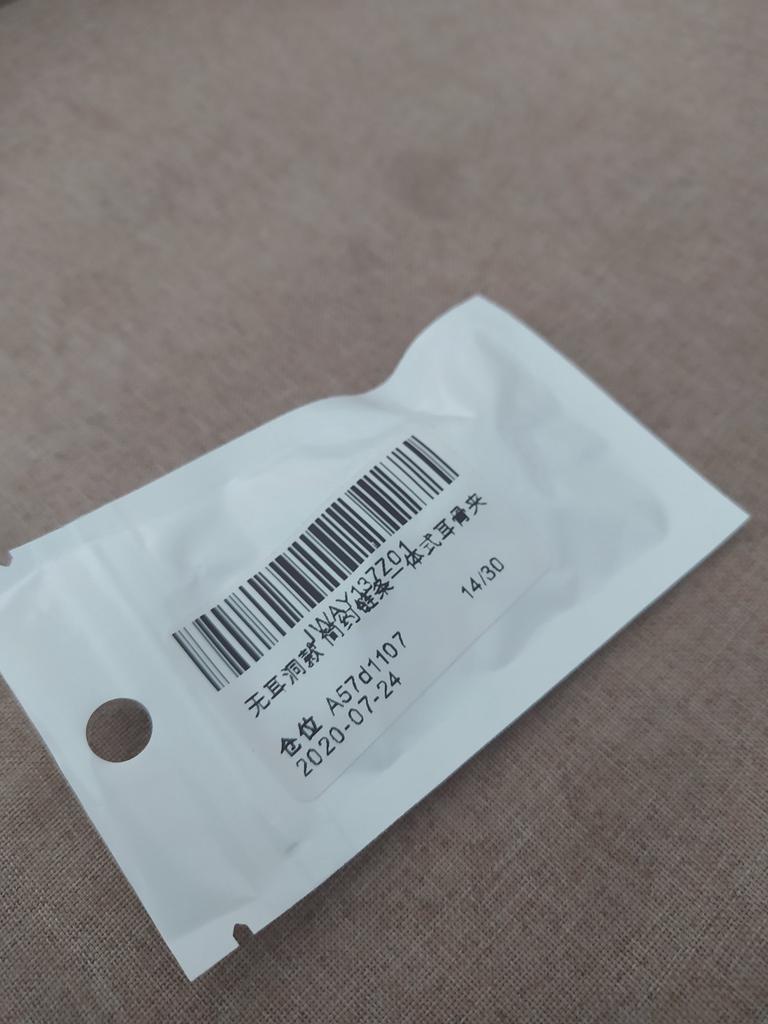 JWAY137Z01
无耳洞款 简约链条一体式耳骨夹
仓位 A57d1107
14/30
2020-07-24